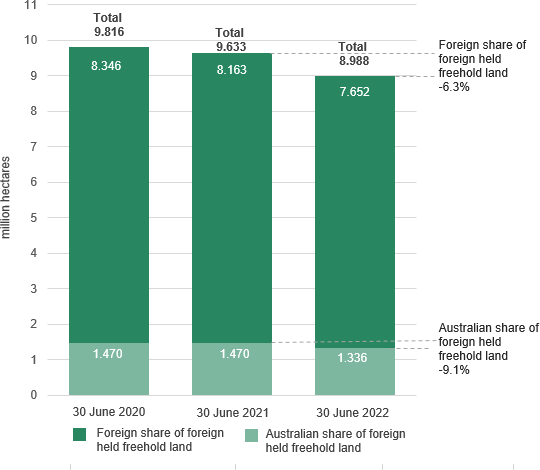 11
10
9
8
7
6
5
4
3
2
1
0
million hectares
Total
9.816
8.346
1.470
Total
9.633
8.163
1.470
Total
8.988
7.652
1.336
Foreign share of
foreign held
freehold land
-6.3%
Australian share of
foreign held
freehold land
-9.1%
30 June 2020
30 June 2021
30 June 2022
Foreign share of foreign
held freehold land
Australian share of foreign
held freehold land